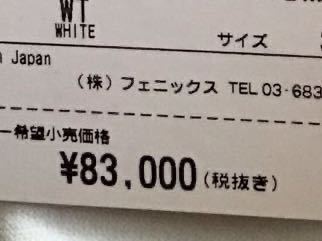 WT
WHITE
サイズ
Japan
(株)フェニックス TEL 03-683
ー希望小売価格
¥83,000(税抜き)